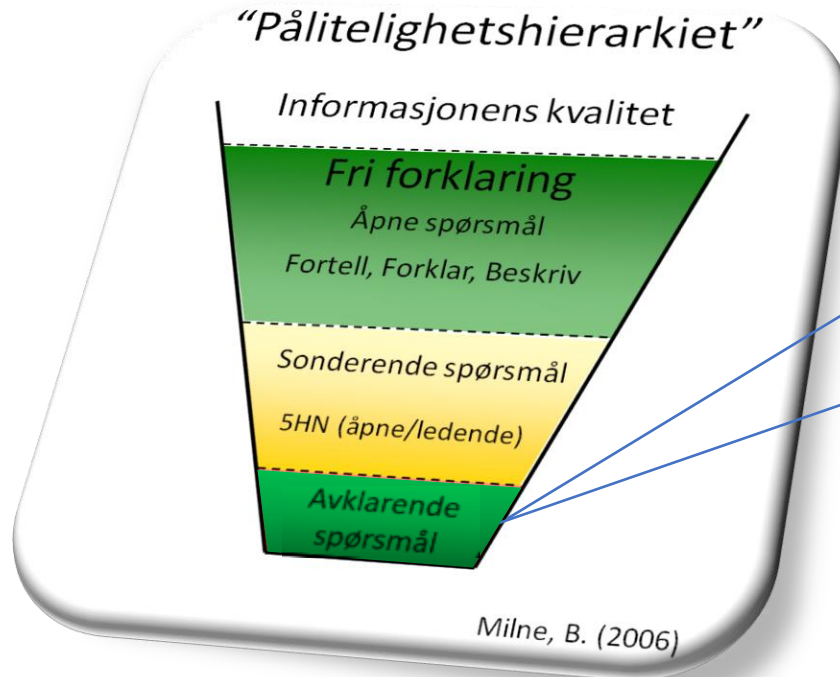 “Pålitelighetshierarkiet”
Informasjonens kvalitet
Fri forklaring
Åpne spørsmål
Fortell, Forklar, Beskriv
Sonderende spørsmål
5HN (åpne/ledende)
Avklarende
spørsmål
Milne, B. (2006)